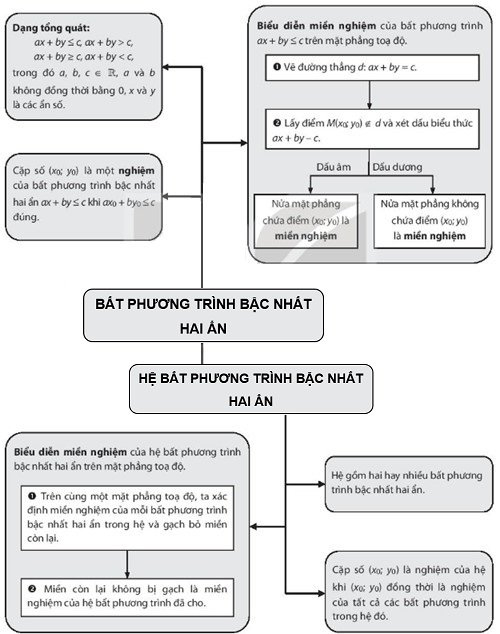 Dạng tổng quát:
ax + by ≤ c, ax + by > c,
ax + by ≥ c, ax + by < c,
trong đó a, b, c ∈ ℝ, a và b
không đồng thời bằng 0, x và y
là các ẩn số.
Cặp số (x₀; y₀) là một nghiệm
của bất phương trình bậc nhất
hai ẩn ax + by ≤ c khi ax₀ + by₀ ≤ c
đúng.
Biểu diễn miền nghiệm của bất phương trình
ax + by ≤ c trên mặt phẳng toạ độ.
❶ Vẽ đường thẳng d: ax + by = c.
❷ Lấy điểm M(x₀; y₀) ∉ d và xét dấu biểu thức
ax + by – c.
Dấu âm
Dấu dương
Nửa mặt phẳng
chứa điểm (x₀; y₀) là
miền nghiệm
Nửa mặt phẳng không
chứa điểm (x₀; y₀)
là miền nghiệm
BẤT PHƯƠNG TRÌNH BẬC NHẤT
HAI ẨN
HỆ BẤT PHƯƠNG TRÌNH BẬC NHẤT
HAI ẨN
Biểu diễn miền nghiệm của hệ bất phương trình
bậc nhất hai ẩn trên mặt phẳng toạ độ.
❶ Trên cùng một mặt phẳng toạ độ, ta xác
định miền nghiệm của mỗi bất phương trình
bậc nhất hai ẩn trong hệ và gạch bỏ miền
còn lại.
❷ Miền còn lại không bị gạch là miền
nghiệm của hệ bất phương trình đã cho.
Hệ gồm hai hay nhiều bất phương
trình bậc nhất hai ẩn.
Cặp số (x₀; y₀) là nghiệm của hệ
khi (x₀; y₀) đồng thời là nghiệm
của tất cả các bất phương trình
trong hệ đó.